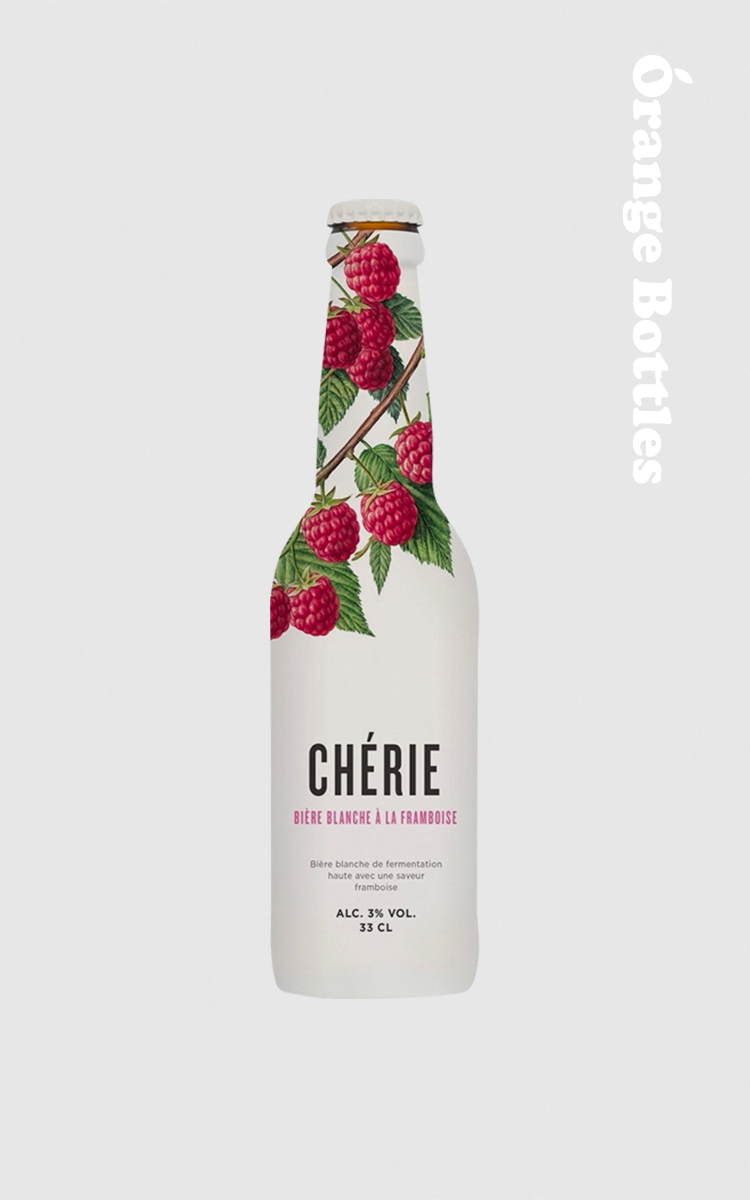 Órange Bottles
CHÉRIE
BIÈRE BLANCHE À LA FRAMBOISE
Bière blanche de fermentation
haute avec une saveur
framboise
ALC. 3% VOL.
33 CL